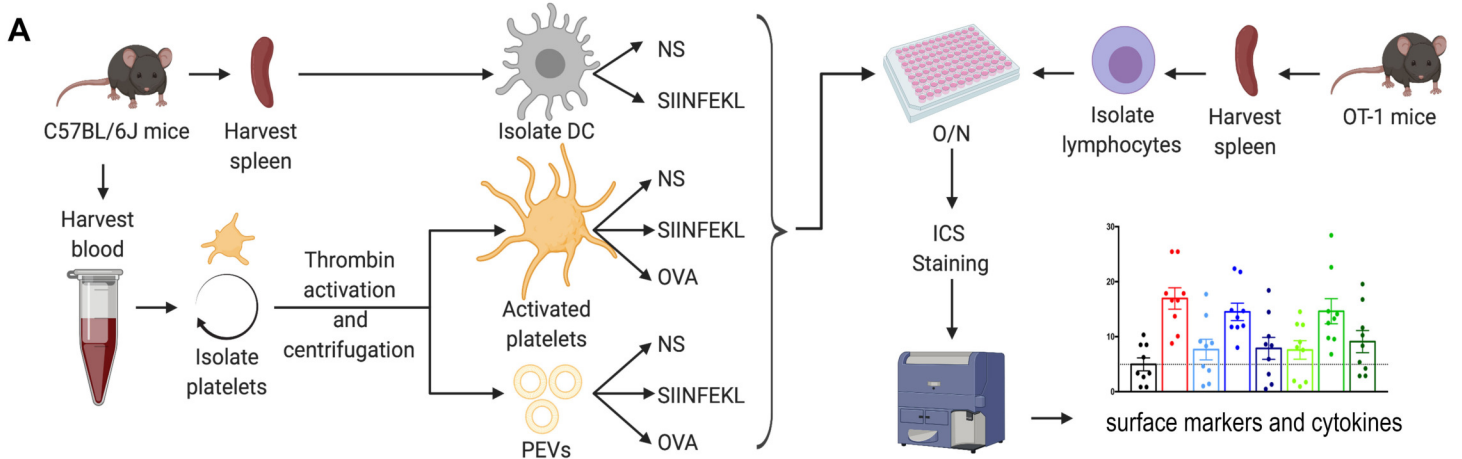 A
C57BL/6J mice
Harvest
spleen
Isolate DC
NS
SIINFEKL
Harvest
blood
Isolate
platelets
Thrombin
activation
and
centrifugation
Activated
platelets
NS
SIINFEKL
OVA
PEVs
NS
SIINFEKL
OVA
O/N
Isolate
lymphocytes
Harvest
spleen
OT-1 mice
ICS
Staining
30
20
10
0
surface markers and cytokines